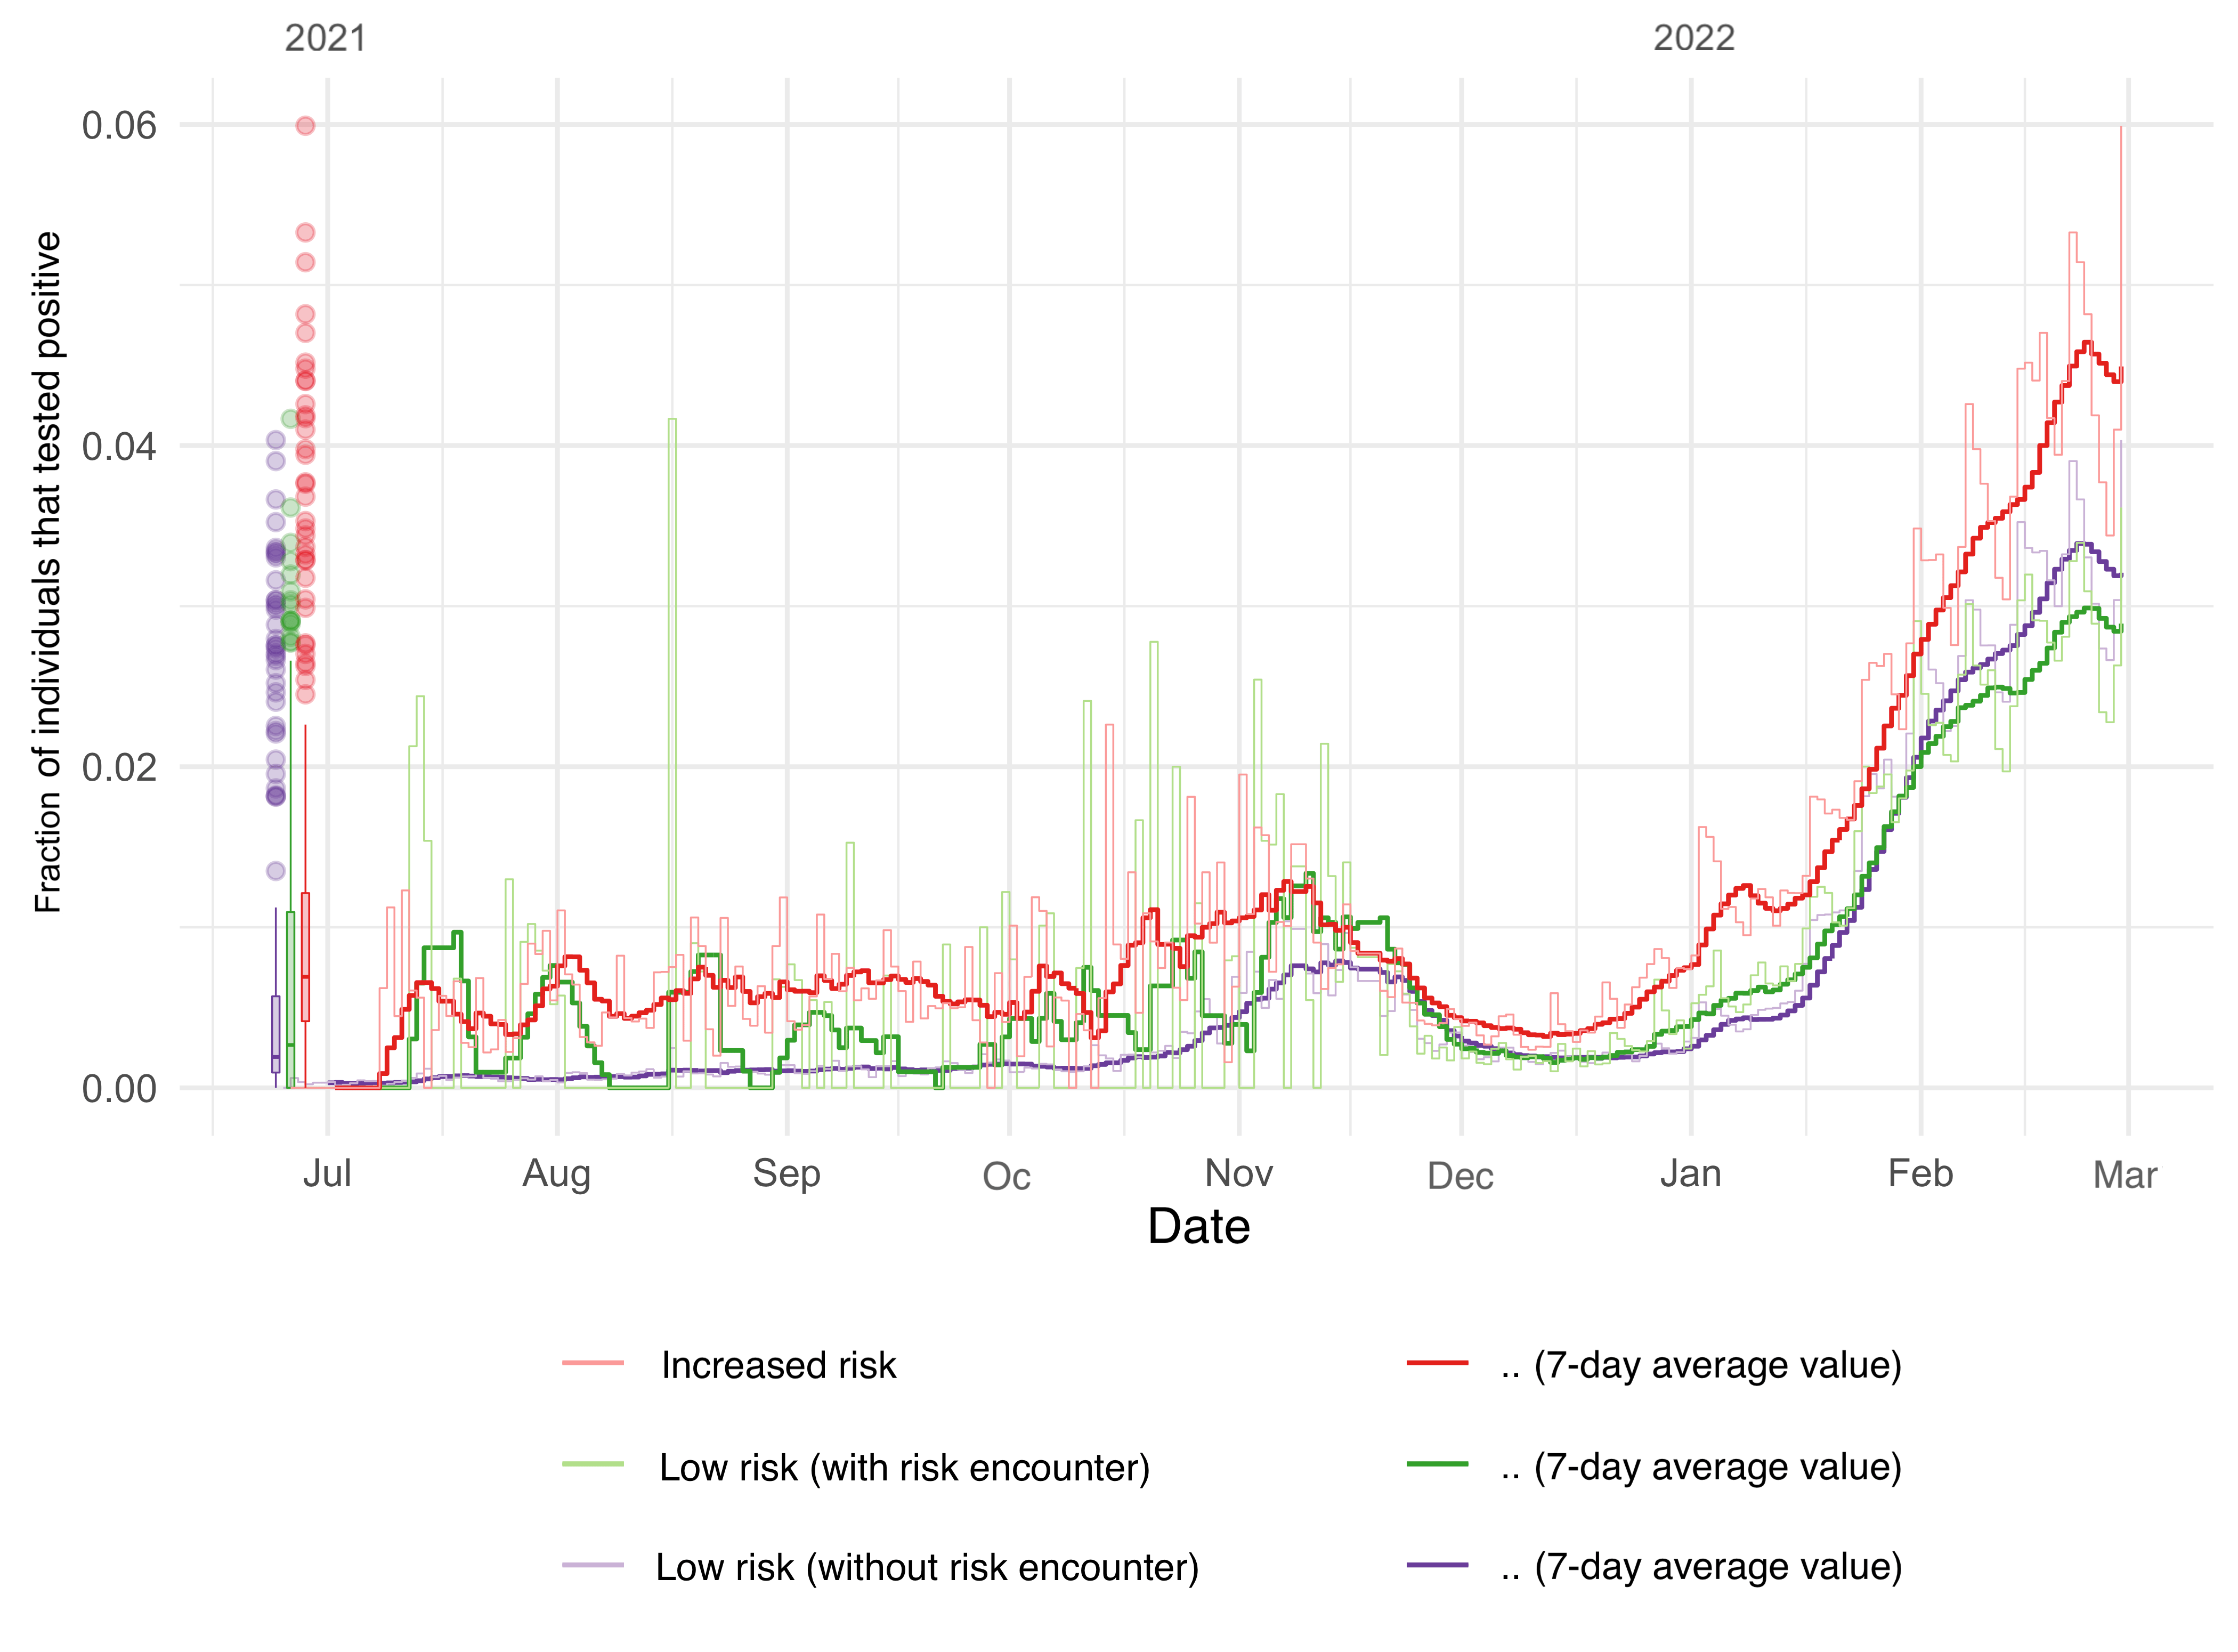 2021 2022
0.06
0.04
0.02
0.00
Fraction of individuals that tested positive
Jul Aug Sep Oc Nov Dec Jan Feb Mar
Date
Increased risk .. (7-day average value)
Low risk (with risk encounter) .. (7-day average value)
Low risk (without risk encounter) .. (7-day average value)